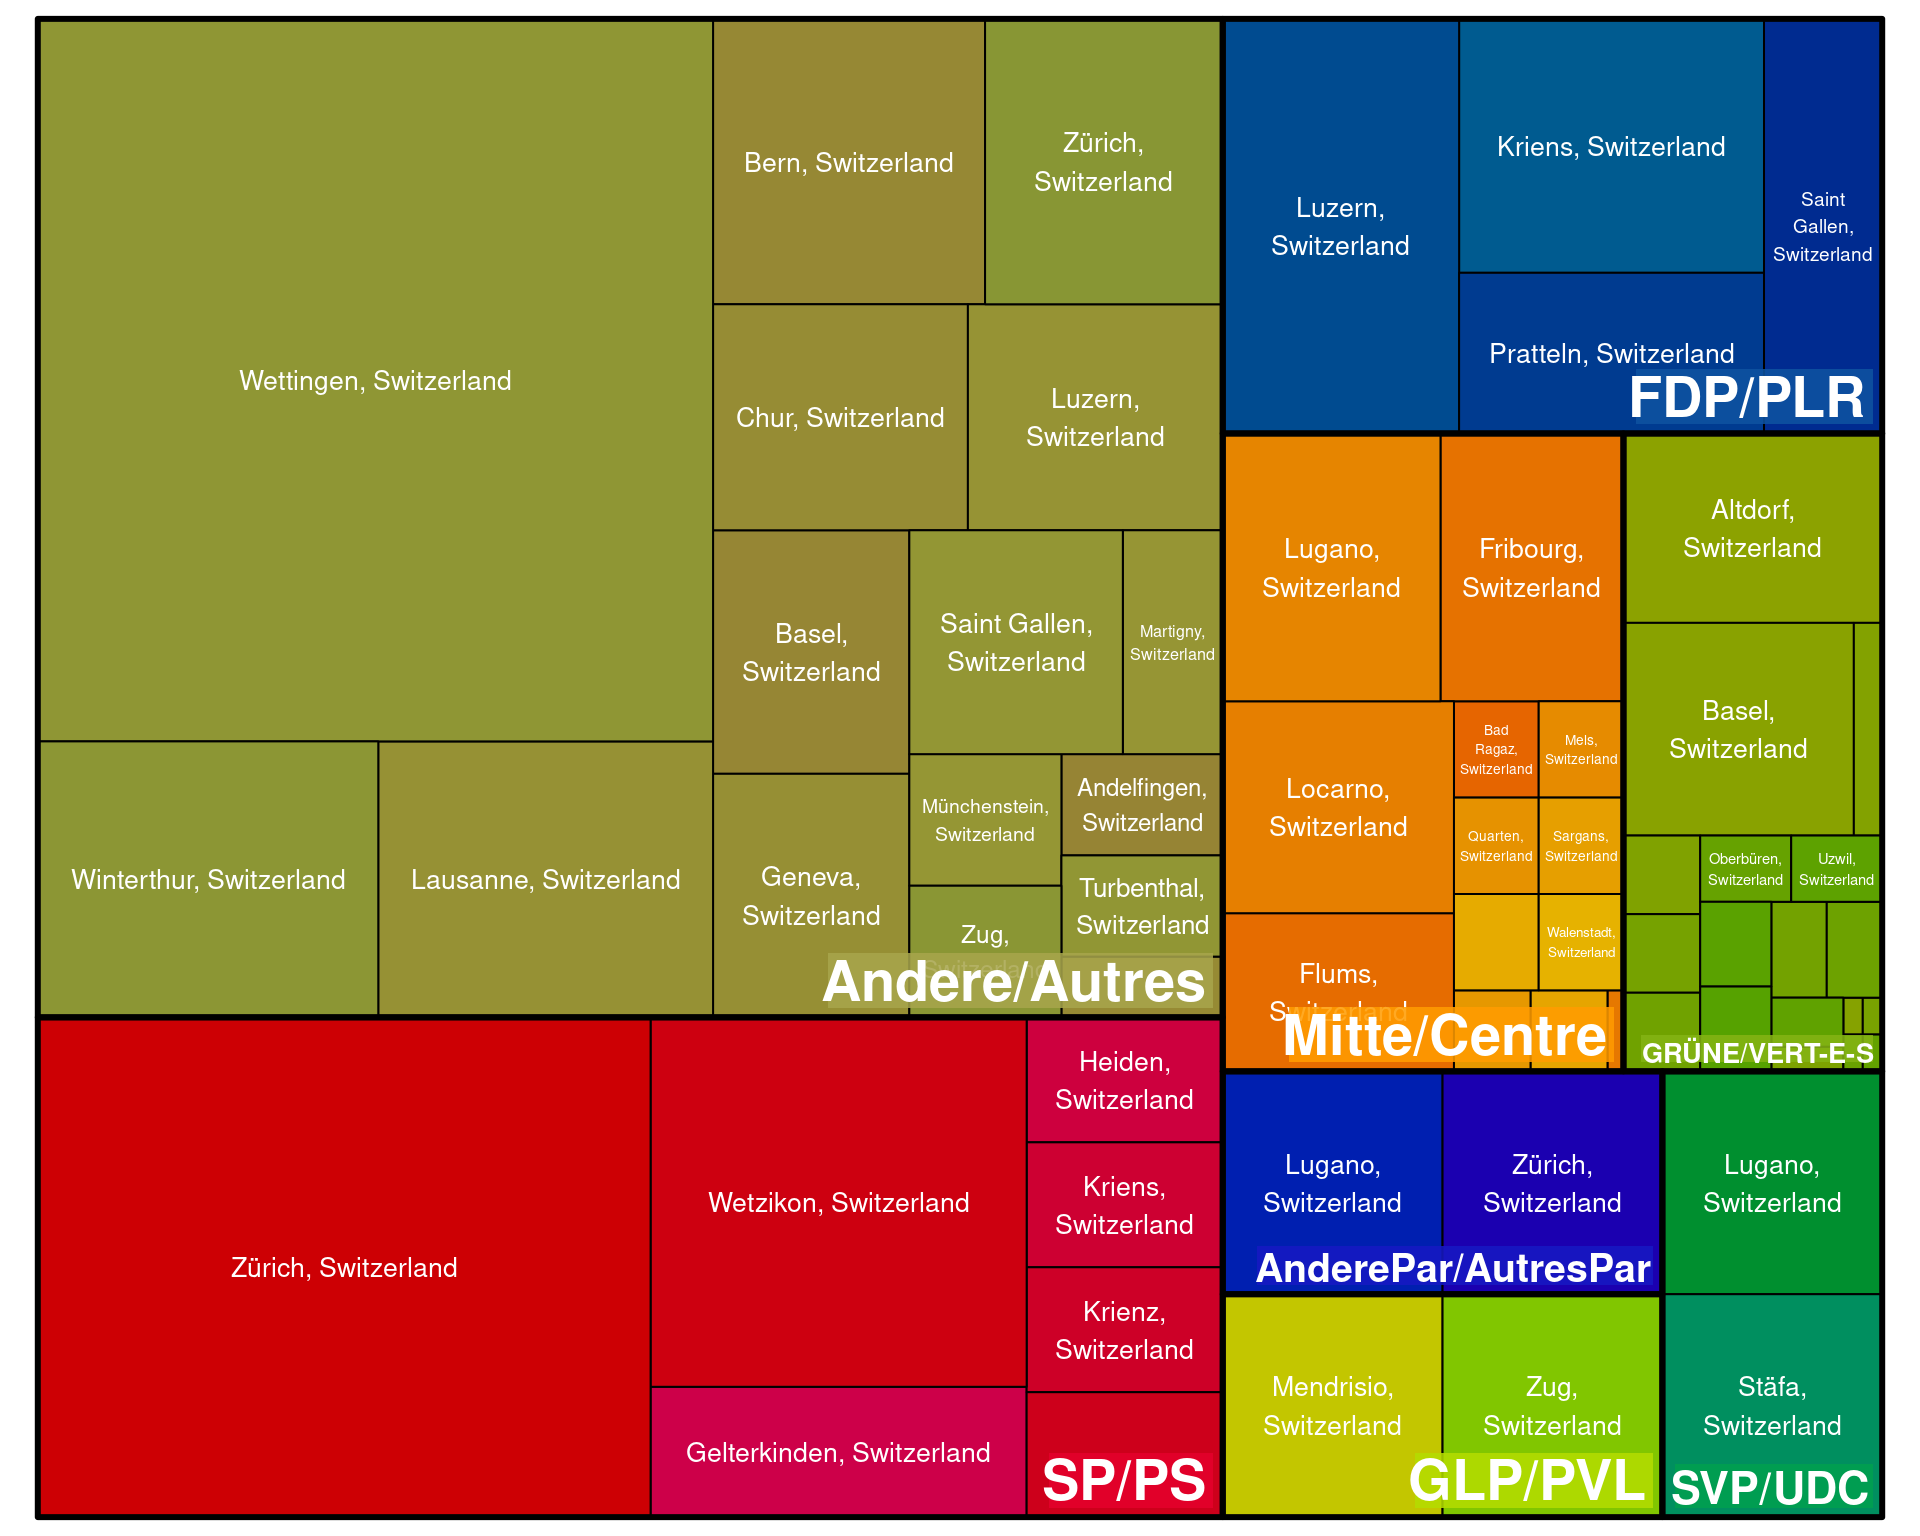 Wettingen, Switzerland
Bern, Switzerland
Zürich,
Switzerland
Chur, Switzerland
Luzern,
Switzerland
Basel,
Switzerland
Saint Gallen,
Switzerland
Martigny,
Switzerland
Winterthur, Switzerland
Lausanne, Switzerland
Geneva,
Switzerland
Münchenstein,
Switzerland
Andelfingen,
Switzerland
Turbenthal,
Switzerland
Zug,
Switzerland
Andere/Autres
Zürich, Switzerland
Wetzikon, Switzerland
Gelterkinden, Switzerland
Heiden,
Switzerland
Kriens,
Switzerland
Krienz,
Switzerland
SP/PS
Luzern,
Switzerland
Kriens, Switzerland
Pratteln, Switzerland
Saint
Gallen,
Switzerland
FDP/PLR
Lugano,
Switzerland
Fribourg,
Switzerland
Locarno,
Switzerland
Bad
Ragaz,
Switzerland
Mels,
Switzerland
Quarten,
Switzerland
Sargans,
Switzerland
Walenstadt,
Switzerland
Flums,
Switzerland
Mitte/Centre
Altdorf,
Switzerland
Basel,
Switzerland
Oberbüren,
Switzerland
Uzwil,
Switzerland
GRÜNE/VERT-E-S
Lugano,
Switzerland
Zürich,
Switzerland
AnderePar/AutresPar
Mendrisio,
Switzerland
Zug,
Switzerland
GLP/PVL
Lugano,
Switzerland
Stäfa,
Switzerland
SVP/UDC